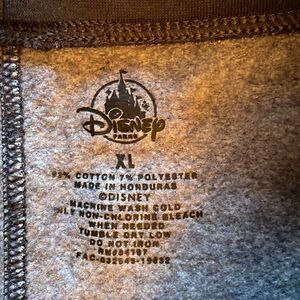 Disney
PARKS
XL
93% COTTON 7% POLYESTER
MADE IN HONDURAS
©DISNEY
MACHINE WASH COLD
ONLY NON-CHLORINE BLEACH
WHEN NEEDED
TUMBLE DRY LOW
DO NOT IRON